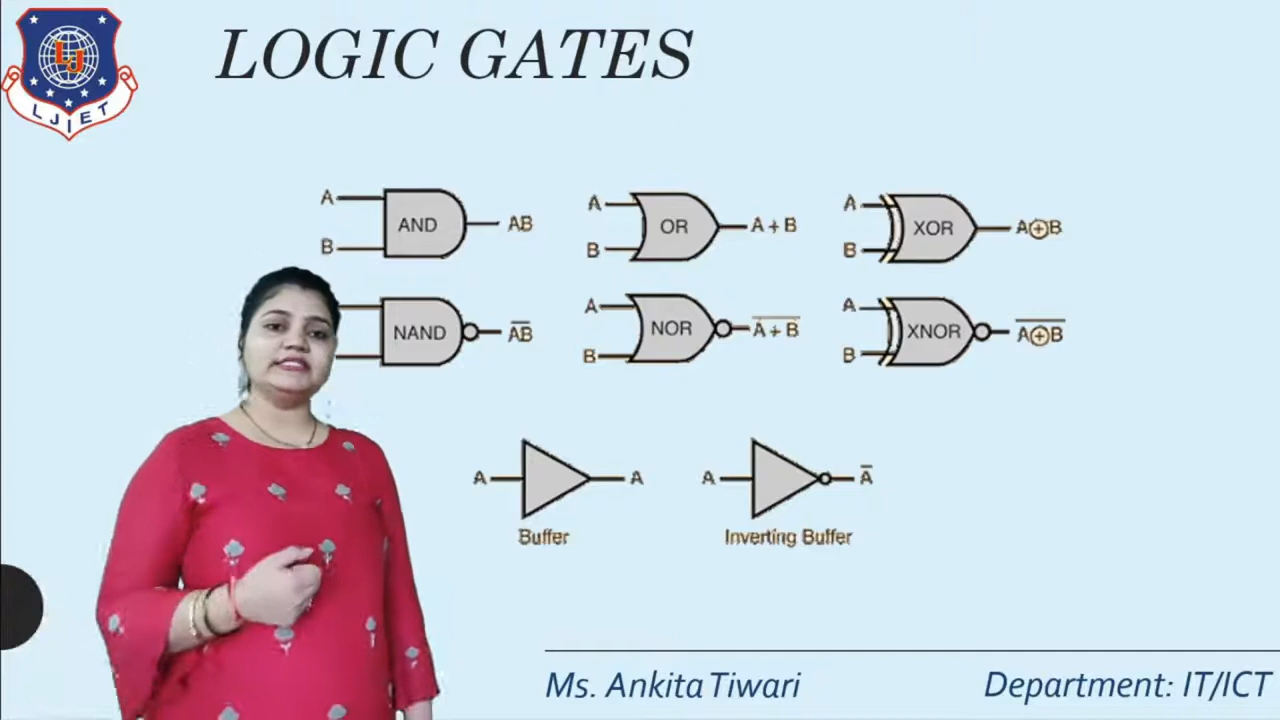 LOGIC GATES
LJIET
A
B
AND
AB
A
B
OR
A + B
A
B
XOR
A⊕B
NAND
A̅B̅
A
B
NOR
A̅ ̅+̅ ̅B̅
A
B
XNOR
A̅⊕̅B̅
A
A
Buffer
A
A̅
Inverting Buffer
Ms. Ankita Tiwari
Department: IT/ICT